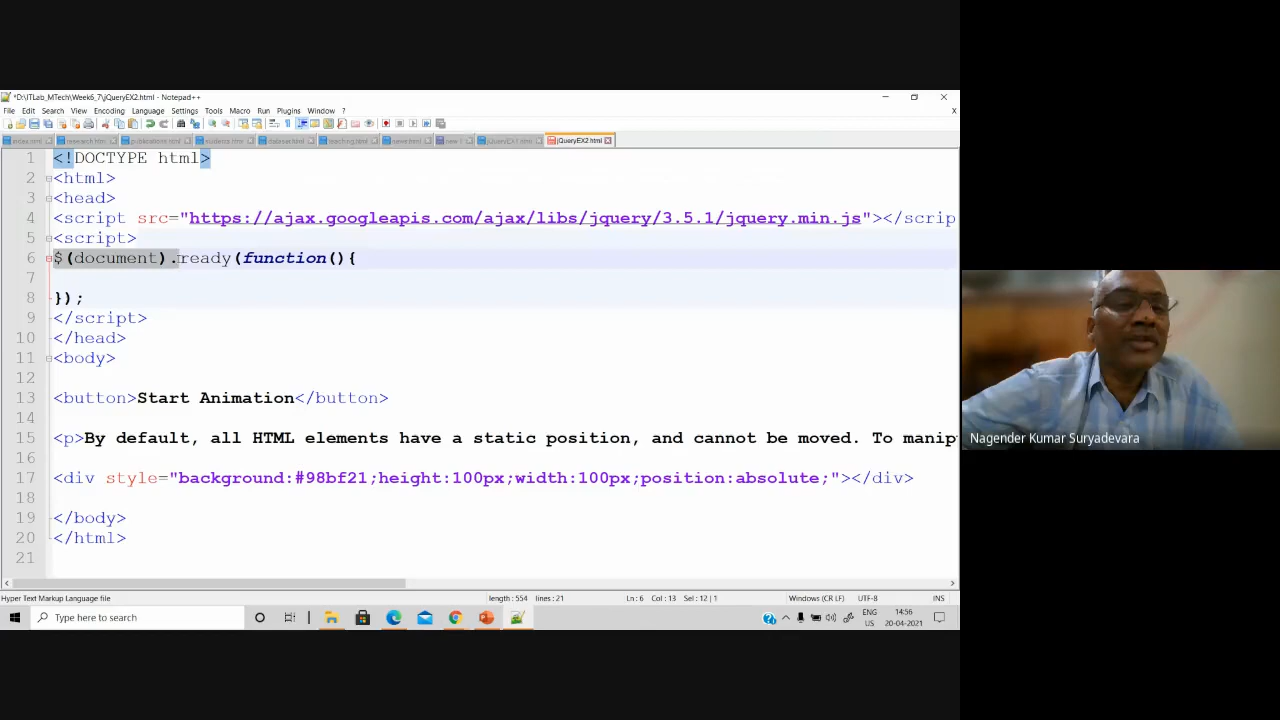 *D:\ITLab_MTech\Week6_7\jQueryEX2.html - Notepad++
File Edit Search View Encoding Language Settings Tools Macro Run Plugins Window ? X
jQueryEX1.html jQueryEX2.html
1 <!DOCTYPE html>
2 <html>
3 <head>
4 <script src="https://ajax.googleapis.com/ajax/libs/jquery/3.5.1/jquery.min.js"></scrip
5 <script>
6 $(document).ready(function(){
7
8 });
9 </script>
10 </head>
11 <body>
12
13 <button>Start Animation</button>
14
15 <p>By default, all HTML elements have a static position, and cannot be moved. To manip
16
17 <div style="background:#98bf21;height:100px;width:100px;position:absolute;"></div>
18
19 </body>
20 </html>
21
Hyper Text Markup Language file length : 554 lines : 21 Ln : 6 Col : 13 Sel : 12 | 1 Windows (CR LF) UTF-8 INS
Type here to search
ENG
US
14:56
20-04-2021
Nagender Kumar Suryadevara